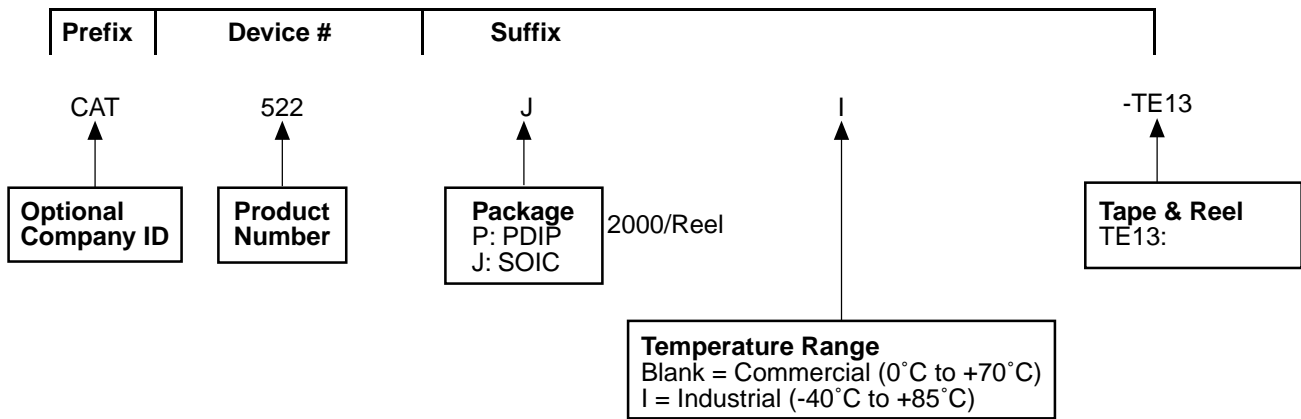 Prefix Device # Suffix
CAT 522 J I -TE13
Optional
Company ID
Product
Number
Package
P: PDIP
J: SOIC
2000/Reel
Tape & Reel
TE13:
Temperature Range
Blank = Commercial (0˚C to +70˚C)
I = Industrial (-40˚C to +85˚C)